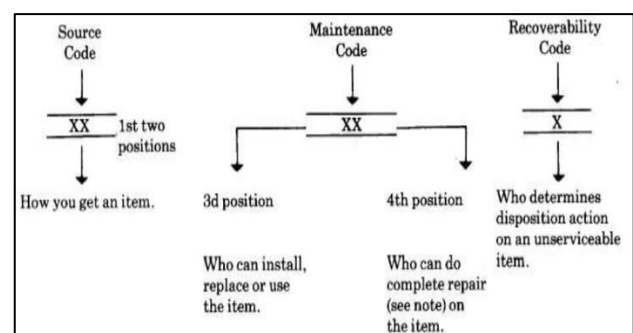 Source
Code
XX
1st two
positions
How you get an item.
Maintenance
Code
XX
3d position
Who can install,
replace or use
the item.
4th position
Who can do
complete repair
(see note) on
the item.
Recoverability
Code
X
Who determines
disposition action
on an unserviceable
item.